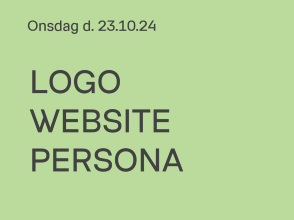 Onsdag d. 23.10.24
LOGO
WEBSITE
PERSONA